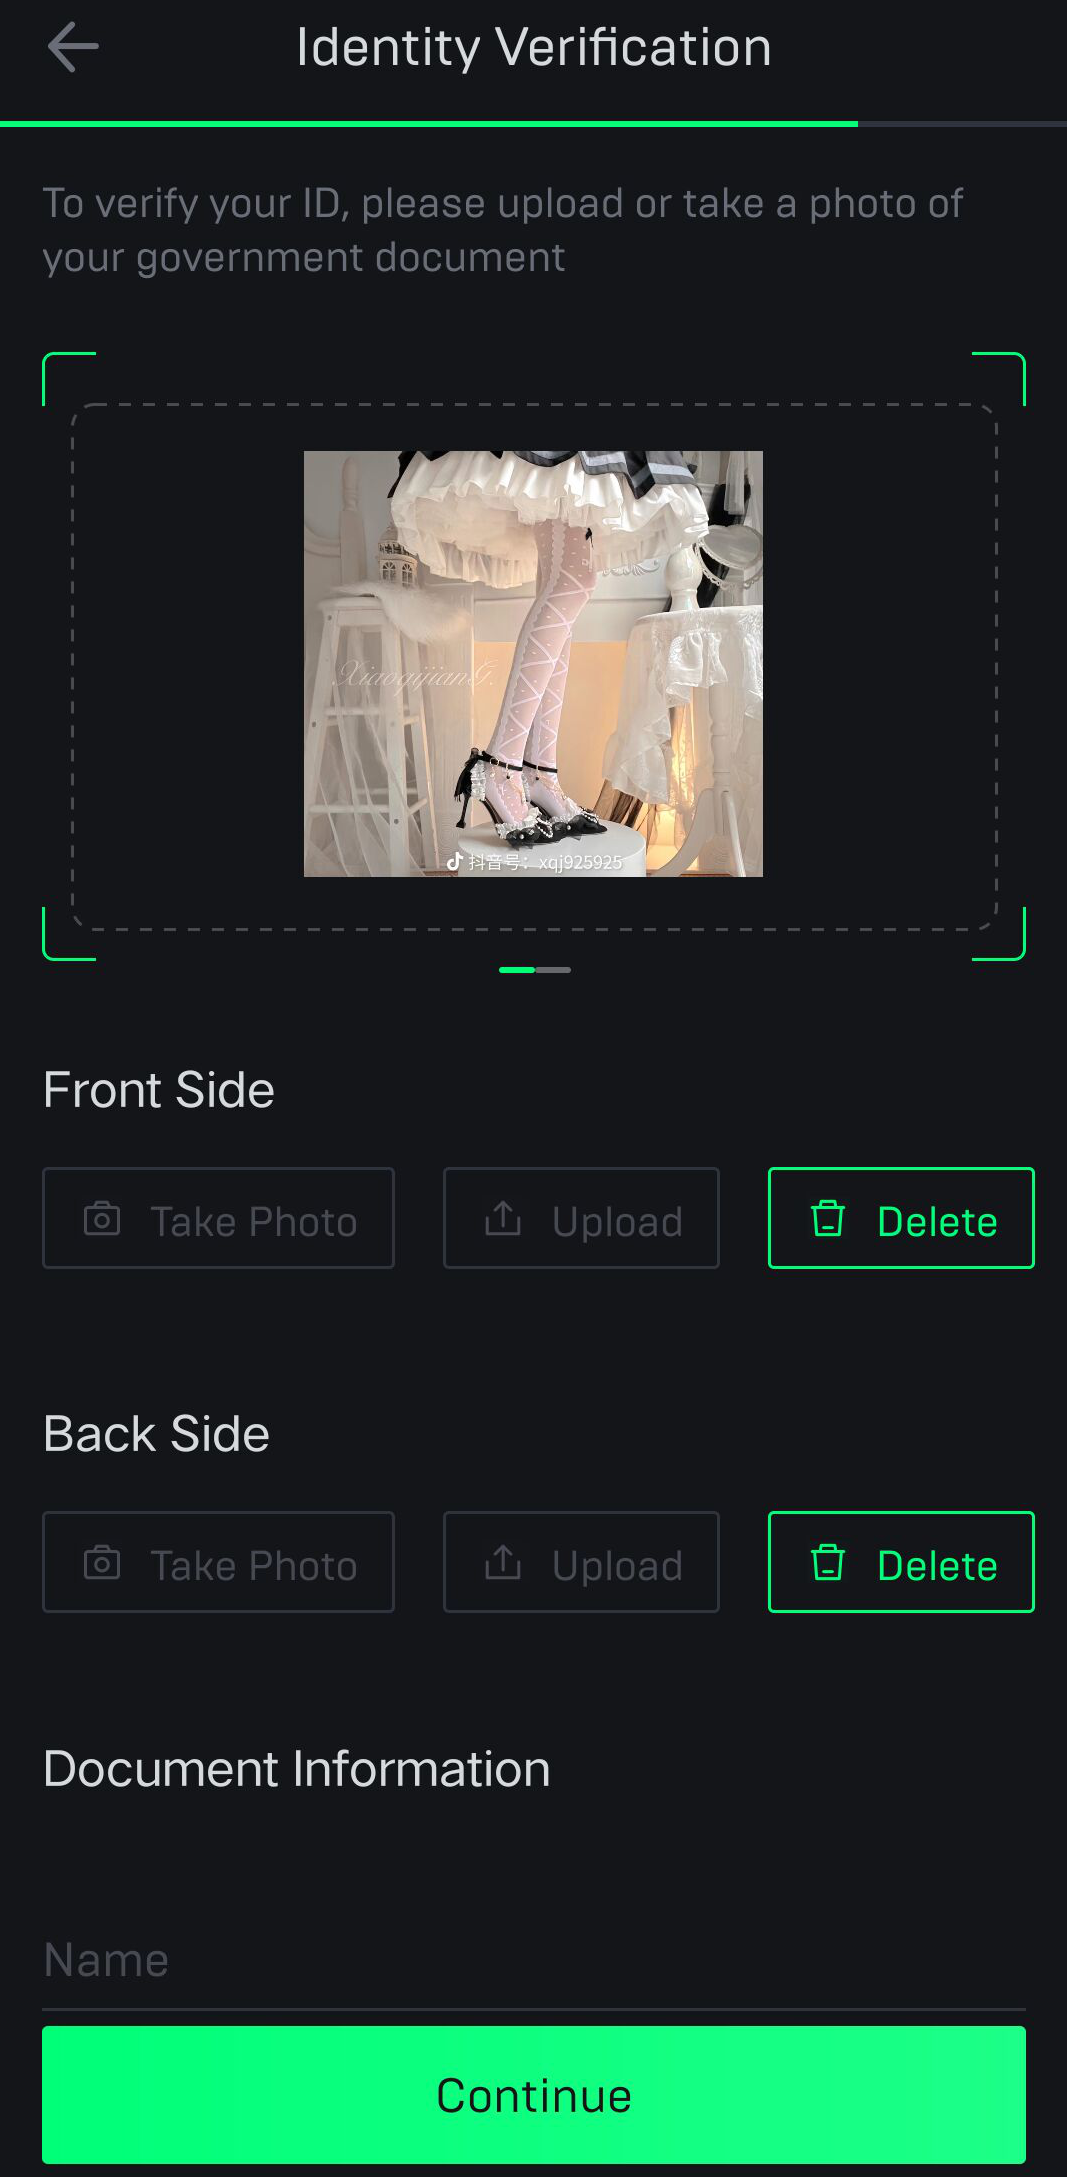 Identity Verification
To verify your ID, please upload or take a photo of
your government document
XiaoqijianG.
抖音号: xqj925925
Front Side
Take Photo
Upload
Delete
Back Side
Take Photo
Upload
Delete
Document Information
Name
Continue